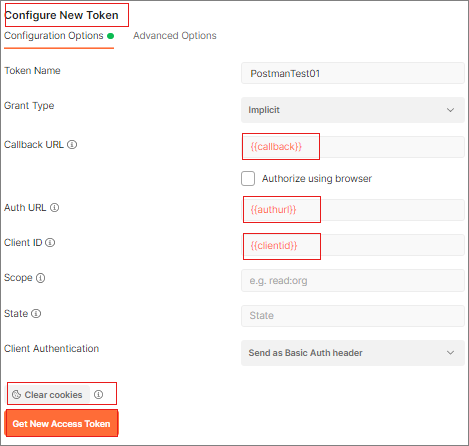 Configure New Token
Configuration Options Advanced Options
Token Name PostmanTest01
Grant Type Implicit
Callback URL {{callback}}
Authorize using browser
Auth URL {{authurl}}
Client ID {{clientid}}
Scope e.g. read:org
State State
Client Authentication Send as Basic Auth header
Clear cookies
Get New Access Token